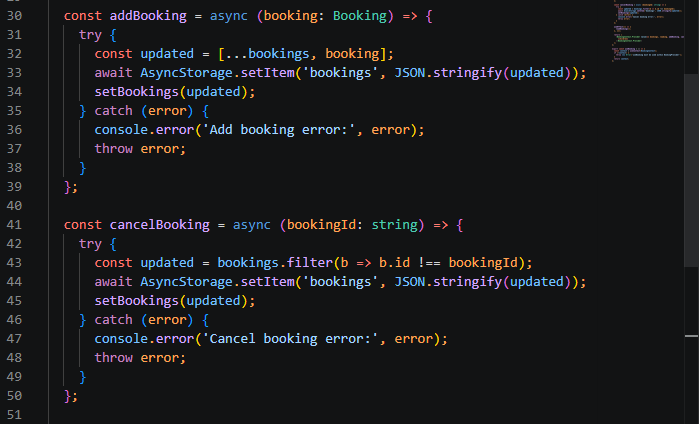 30 const addBooking = async (booking: Booking) => {
31 try {
32 const updated = [...bookings, booking];
33 await AsyncStorage.setItem('bookings', JSON.stringify(updated));
34 setBookings(updated);
35 } catch (error) {
36 console.error('Add booking error:', error);
37 throw error;
38 }
39 };
40
41 const cancelBooking = async (bookingId: string) => {
42 try {
43 const updated = bookings.filter(b => b.id !== bookingId);
44 await AsyncStorage.setItem('bookings', JSON.stringify(updated));
45 setBookings(updated);
46 } catch (error) {
47 console.error('Cancel booking error:', error);
48 throw error;
49 }
50 };
51